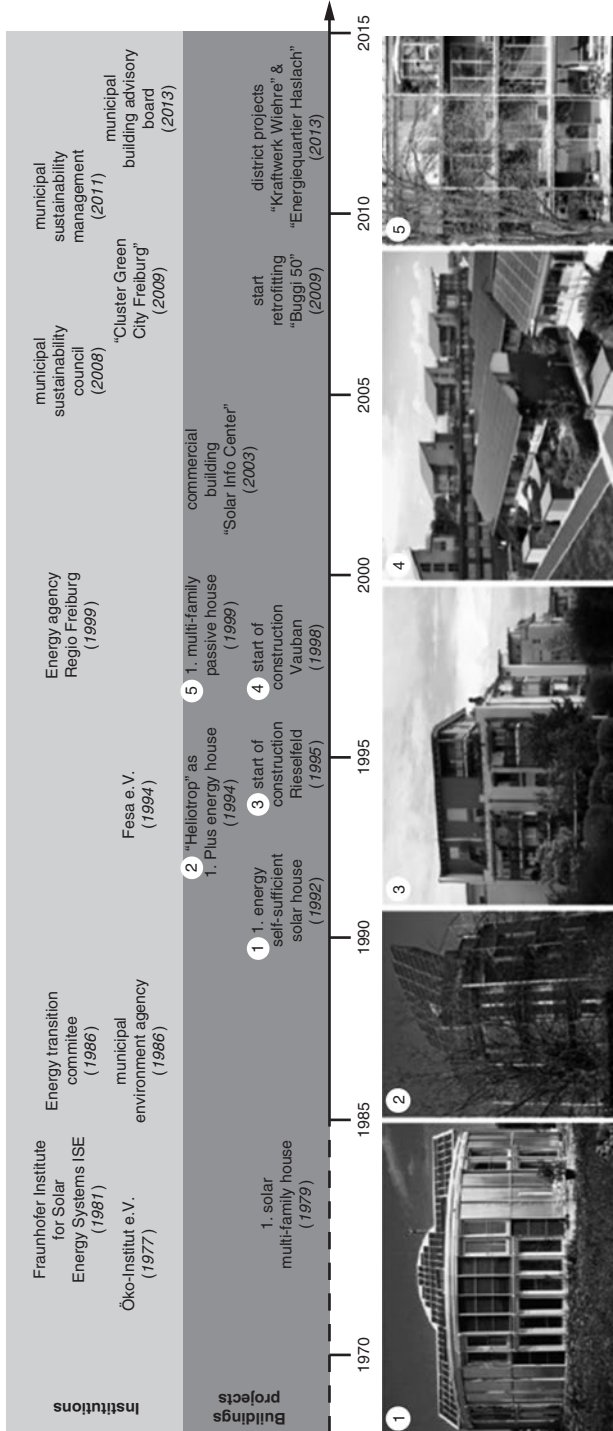 Institutions
Fraunhofer Institute
for Solar
Energy Systems ISE
(1981)
Öko-Institut e.V.
(1977)
Energy transition
commitee
(1986)
municipal
environment agency
(1986)
Fesa e.V.
(1994)
Energy agency
Regio Freiburg
(1999)
municipal
sustainability
council
(2008)
"Cluster Green
City Freiburg"
(2009)
municipal
sustainability
management
(2011)
municipal
building advisory
board
(2013)
Buildings
projects
1. solar
multi-family house
(1979)
1 1. energy
self-sufficient
solar house
(1992)
2 "Heliotrop" as
1. Plus energy house
(1994)
3 start of
construction
Rieselfeld
(1995)
5 1. multi-family
passive house
(1999)
4 start of
construction
Vauban
(1998)
commercial
building
"Solar Info Center"
(2003)
start
retrofitting
"Buggi 50"
(2009)
district projects
"Kraftwerk Wiehre" &
"Energiequartier Haslach"
(2013)
1970 1985 1990 1995 2000 2005 2010 2015
1 2 3 4 5